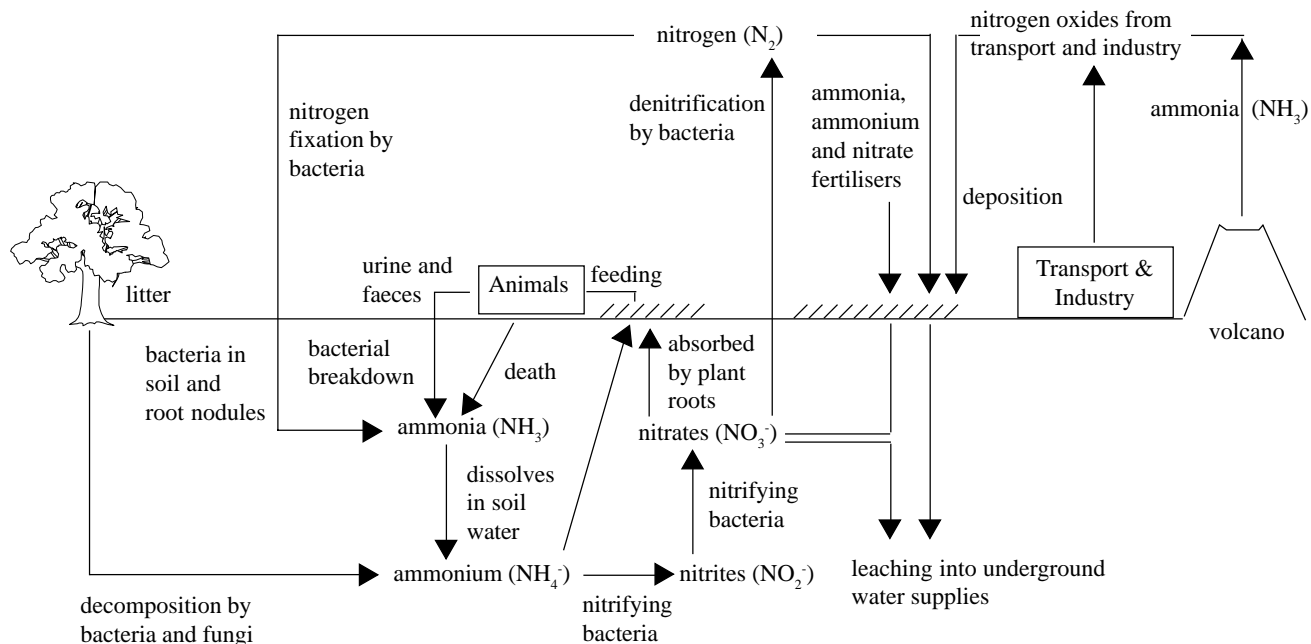 nitrogen (N₂)
nitrogen oxides from
transport and industry
nitrogen
fixation by
bacteria
denitrification
by bacteria
ammonia,
ammonium
and nitrate
fertilisers
ammonia (NH₃)
deposition
litter
urine and
faeces
Animals
feeding
Transport &
Industry
volcano
bacteria in
soil and
root nodules
bacterial
breakdown
death
absorbed
by plant
roots
ammonia (NH₃)
nitrates (NO₃⁻)
dissolves
in soil
water
nitrifying
bacteria
ammonium (NH₄⁻)
nitrites (NO₂⁻)
leaching into underground
water supplies
decomposition by
bacteria and fungi
nitrifying
bacteria